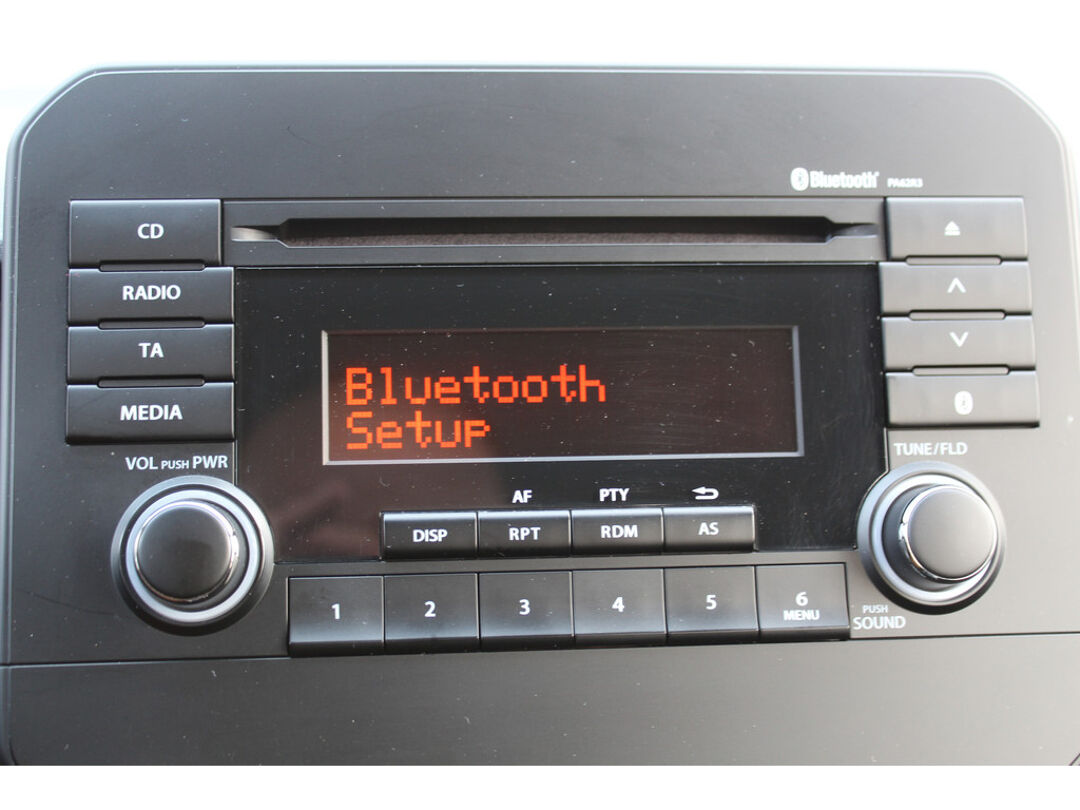 Bluetooth PA62R3
CD
RADIO
TA
MEDIA
Bluetooth
Setup
VOL PUSH PWR
TUNE/FLD
AF PTY
DISP RPT RDM AS
1 2 3 4 5 6
MENU
PUSH
SOUND